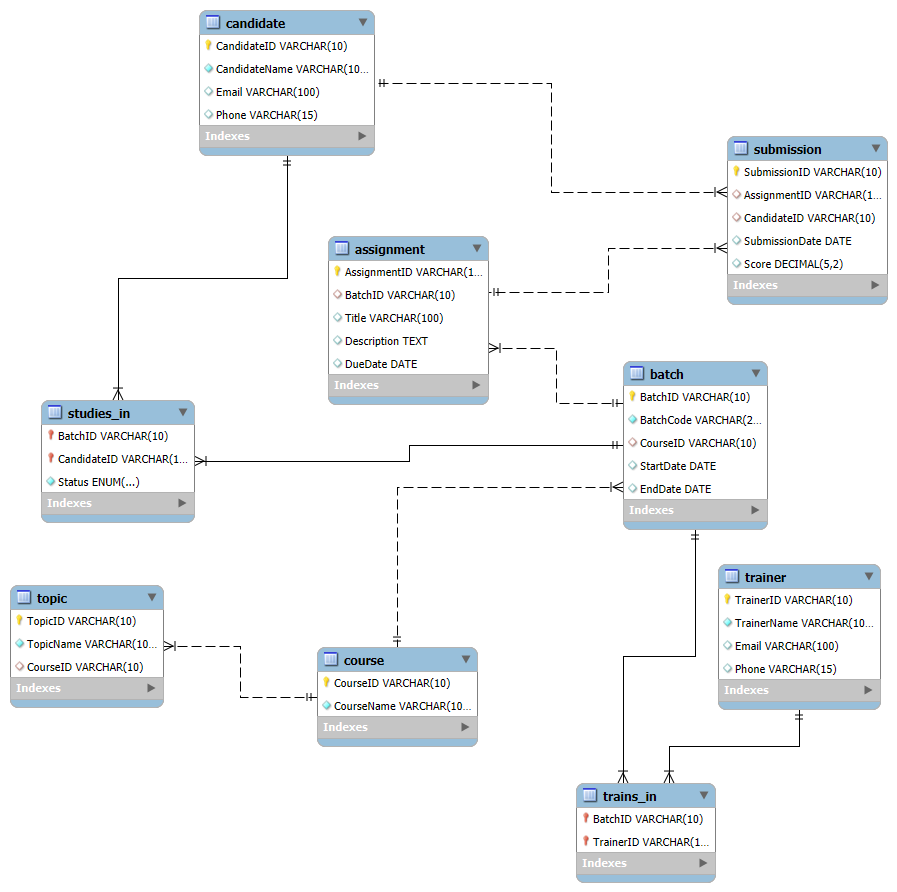 candidate
CandidateID VARCHAR(10)
CandidateName VARCHAR(10...
Email VARCHAR(100)
Phone VARCHAR(15)
Indexes
submission
SubmissionID VARCHAR(10)
AssignmentID VARCHAR(1...
CandidateID VARCHAR(10)
SubmissionDate DATE
Score DECIMAL(5,2)
Indexes
assignment
AssignmentID VARCHAR(1...
BatchID VARCHAR(10)
Title VARCHAR(100)
Description TEXT
DueDate DATE
Indexes
batch
BatchID VARCHAR(10)
BatchCode VARCHAR(2...
CourseID VARCHAR(10)
StartDate DATE
EndDate DATE
Indexes
studies_in
BatchID VARCHAR(10)
CandidateID VARCHAR(1...
Status ENUM(...)
Indexes
topic
TopicID VARCHAR(10)
TopicName VARCHAR(10...
CourseID VARCHAR(10)
Indexes
course
CourseID VARCHAR(10)
CourseName VARCHAR(10...
Indexes
trainer
TrainerID VARCHAR(10)
TrainerName VARCHAR(10...
Email VARCHAR(100)
Phone VARCHAR(15)
Indexes
trains_in
BatchID VARCHAR(10)
TrainerID VARCHAR(1...
Indexes